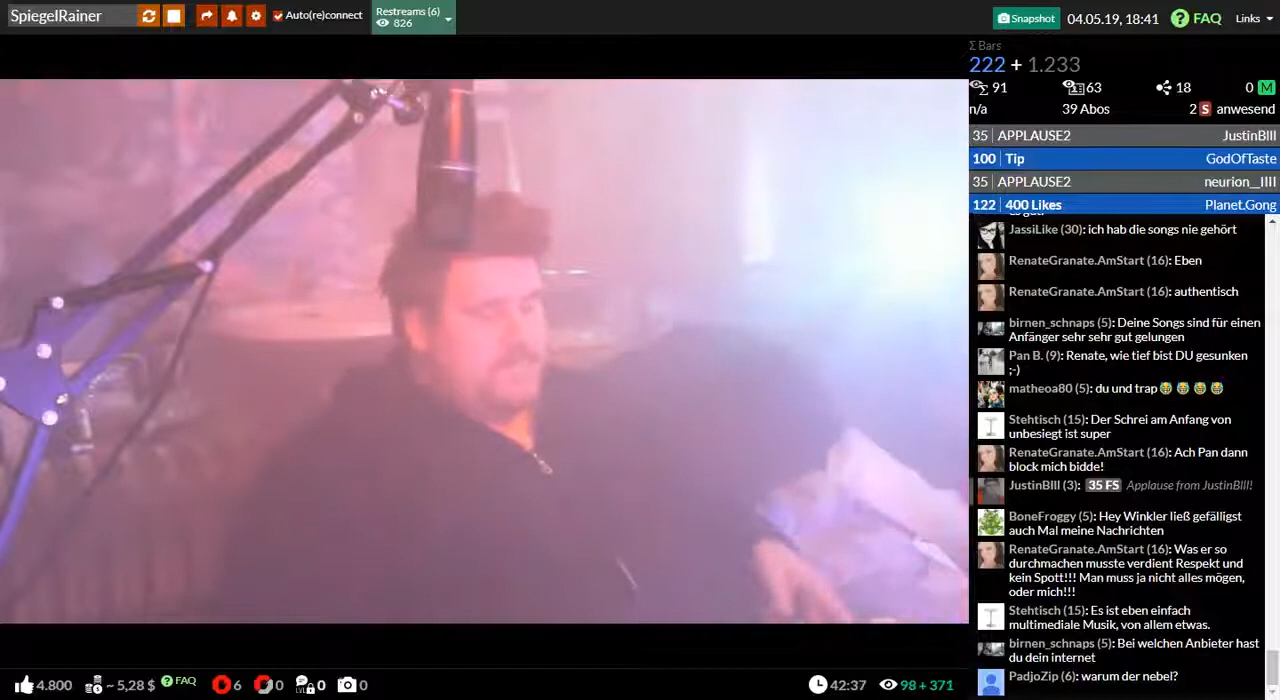 SpiegelRainer
Auto(re)connect
Restreams (6)
826
Snapshot
04.05.19, 18:41
? FAQ
Links
Σ Bars
222 + 1.233
Σ 91
63
18
0 M
n/a
39 Abos
2 S anwesend
35 | APPLAUSE2 JustinBlll
100 | Tip GodOfTaste
35 | APPLAUSE2 neurion__IIII
122 | 400 Likes Planet.Gong
JassiLike (30): ich hab die songs nie gehört
RenateGranate.AmStart (16): Eben
RenateGranate.AmStart (16): authentisch
birnen_schnaps (5): Deine Songs sind für einen
Anfänger sehr sehr gut gelungen
Pan B. (9): Renate, wie tief bist DU gesunken
;-)
matheoa80 (5): du und trap😭 😭 😭 😭
Stehtisch (15): Der Schrei am Anfang von
unbesiegt ist super
RenateGranate.AmStart (16): Ach Pan dann
block mich bidde!
JustinBlll (3): 35 FS Applause from JustinBlll!
BoneFroggy (5): Hey Winkler ließ gefälligst
auch Mal meine Nachrichten
RenateGranate.AmStart (16): Was er so
durchmachen musste verdient Respekt und
kein Spott!!! Man muss ja nicht alles mögen,
oder mich!!!
Stehtisch (15): Es ist eben einfach
multimediale Musik, von allem etwas.
birnen_schnaps (5): Bei welchen Anbieter hast
du dein internet
PadjoZip (6): warum der nebel?
4.800
~ 5,28 $
? FAQ
6
0
LVL
0
0
42:37
98 + 371